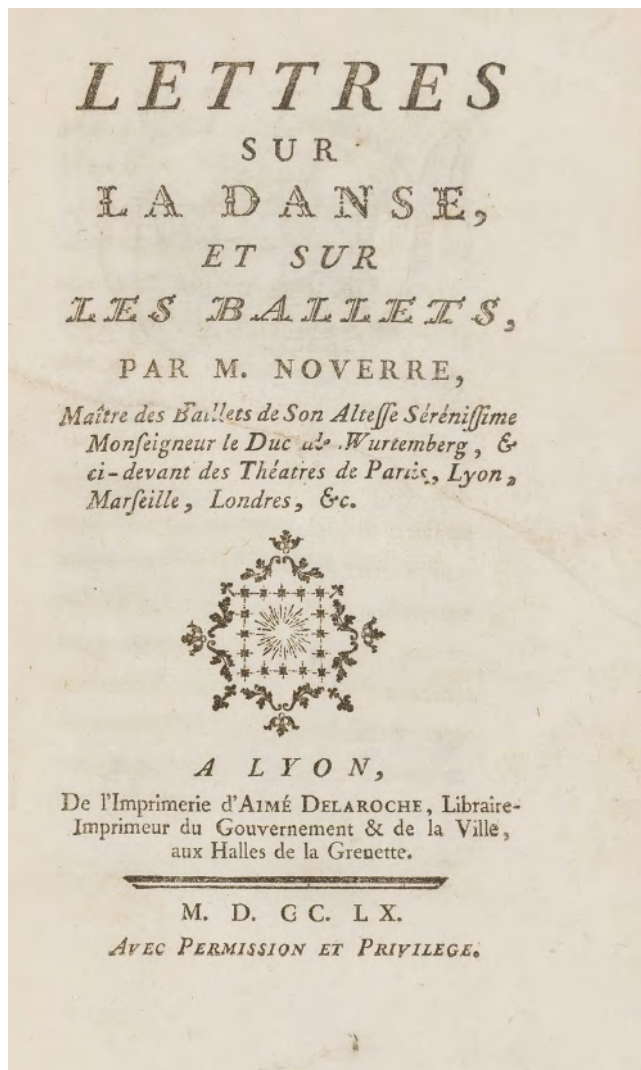 LETTRES
SUR
LA DANSE,
ET SUR
LES BALLETS,
PAR M. NOVERRE,
Maître des Ballets de Son Alteſſe Séréniſſime
Monſeigneur le Duc de Wurtemberg, &
ci-devant des Théatres de Paris, Lyon,
Marſeille, Londres, &c.
A LYON,
De l'Imprimerie d'AIMÉ DELAROCHE, Libraire-
Imprimeur du Gouvernement & de la Ville,
aux Halles de la Grenette.
M. D. CC. LX.
AVEC PERMISSION ET PRIVILEGE.